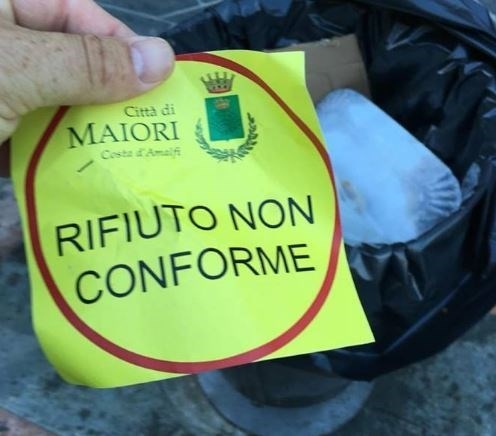 Città di
MAIORI
Costa d'Amalfi
RIFIUTO NON
CONFORME